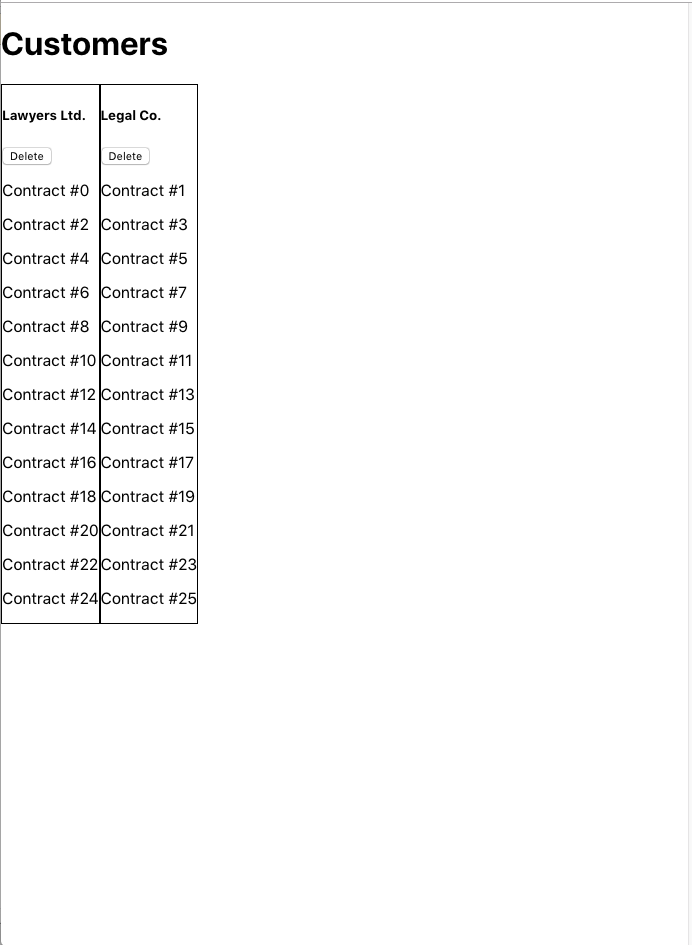 Customers
Lawyers Ltd.
Delete
Contract #0
Contract #2
Contract #4
Contract #6
Contract #8
Contract #10
Contract #12
Contract #14
Contract #16
Contract #18
Contract #20
Contract #22
Contract #24
Legal Co.
Delete
Contract #1
Contract #3
Contract #5
Contract #7
Contract #9
Contract #11
Contract #13
Contract #15
Contract #17
Contract #19
Contract #21
Contract #23
Contract #25